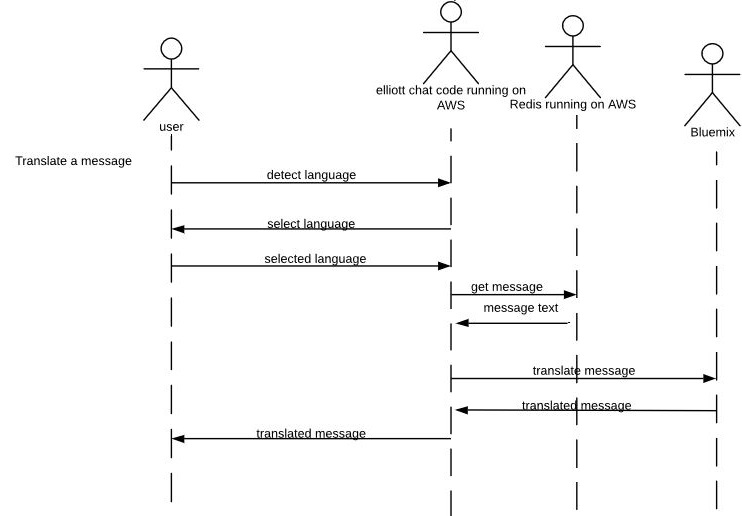 elliott chat code running on
AWS
Redis running on AWS
user
Bluemix
Translate a message
detect language
select language
selected language
get message
message text
translate message
translated message
translated message